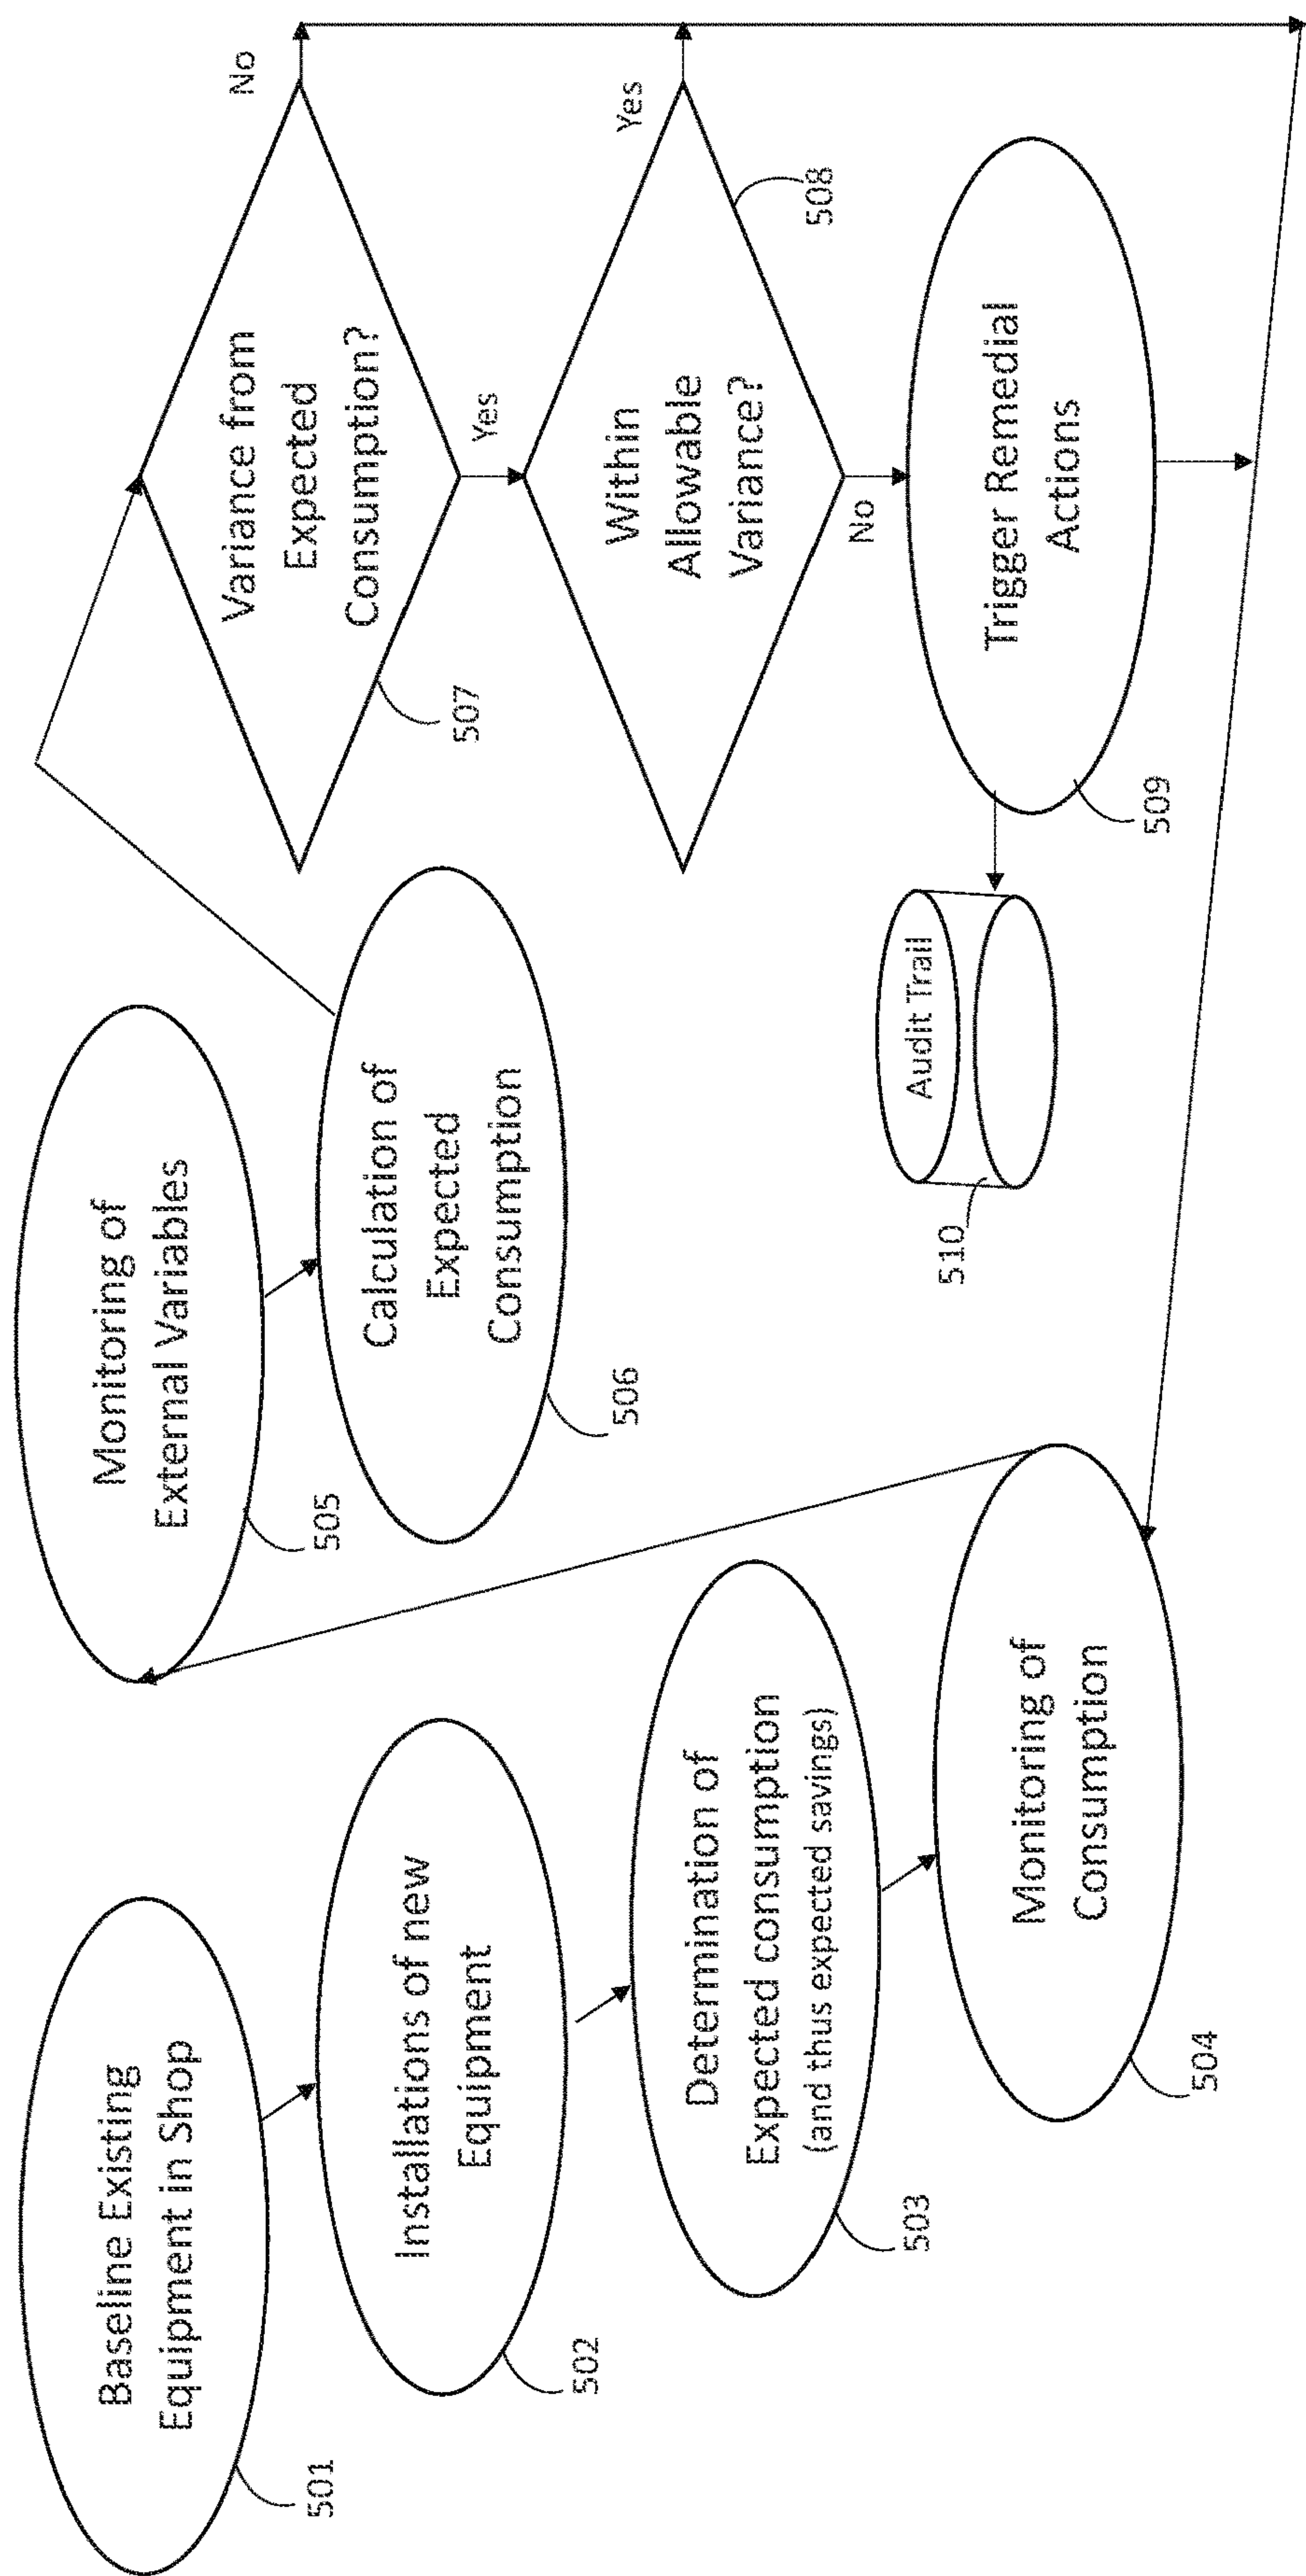 Baseline Existing
Equipment in Shop
501
Installations of new
Equipment
502
Determination of
Expected consumption
(and thus expected savings)
503
Monitoring of
Consumption
504
Monitoring of
External Variables
505
Calculation of
Expected
Consumption
506
Variance from
Expected
Consumption?
507
No
Yes
Within
Allowable
Variance?
508
Yes
No
Trigger Remedial
Actions
509
Audit Trail
510